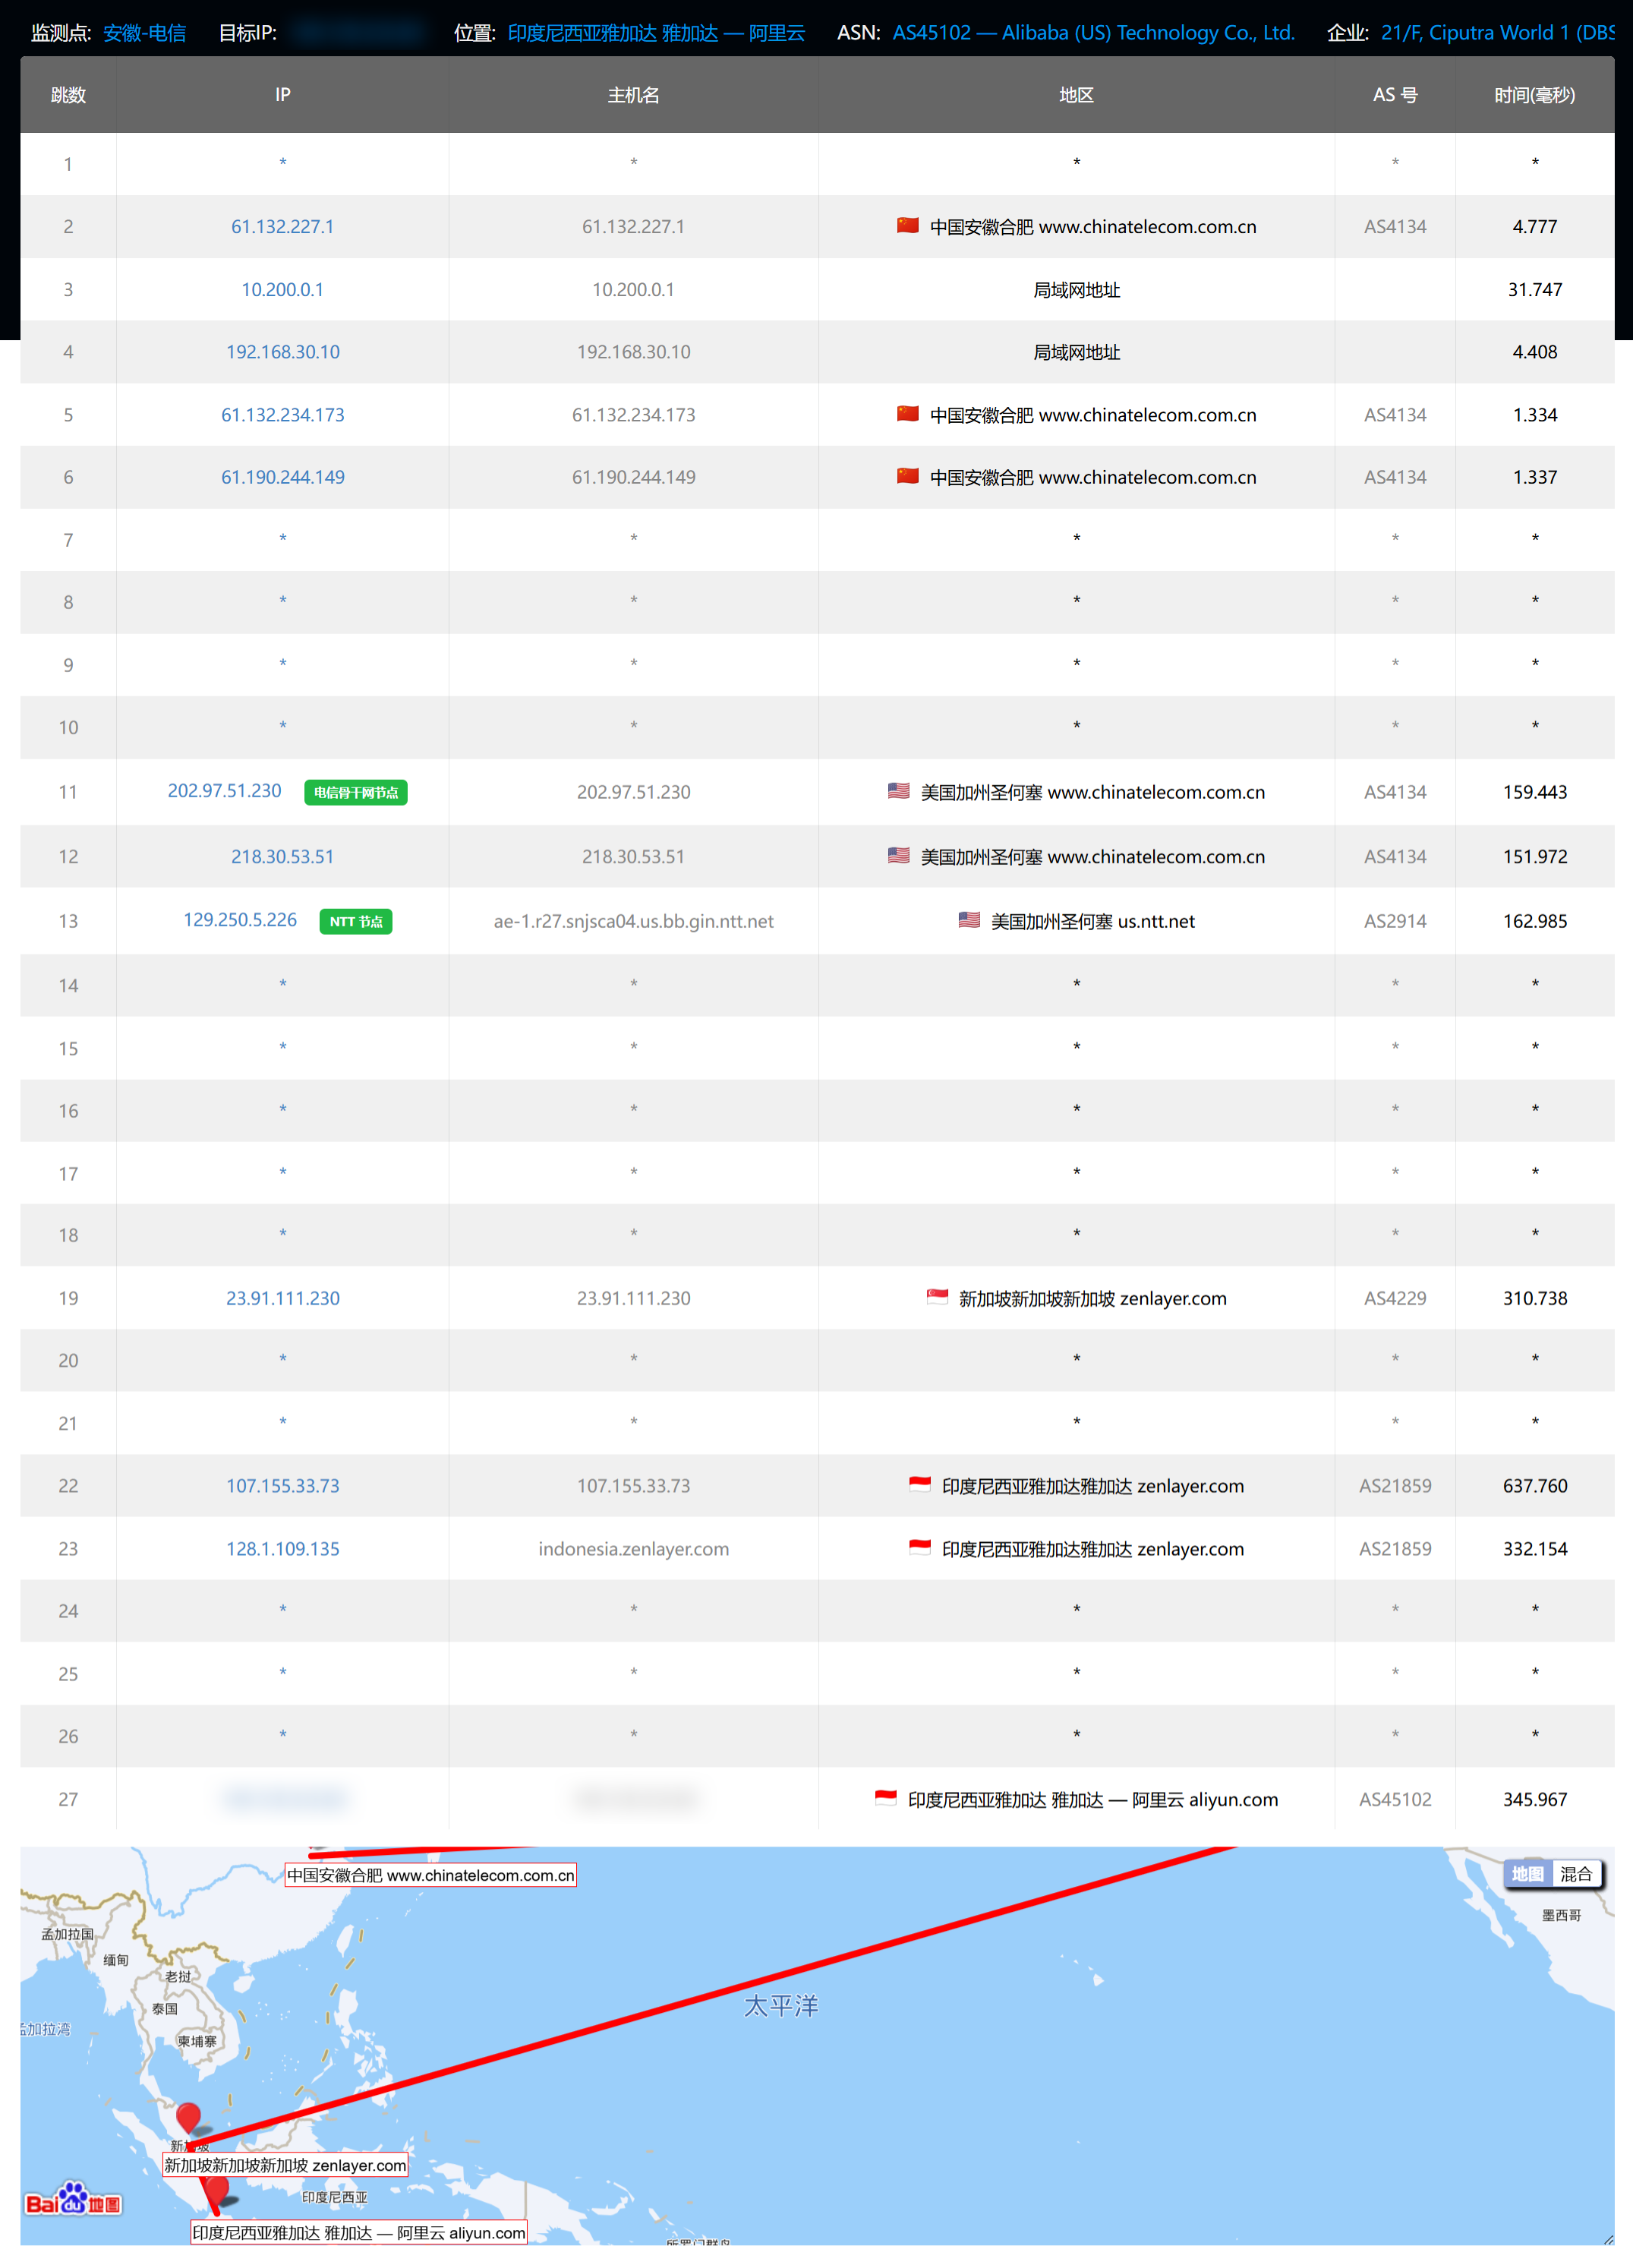 监测点: 安徽-电信 目标IP: 位置: 印度尼西亚雅加达 雅加达 — 阿里云 ASN: AS45102 — Alibaba (US) Technology Co., Ltd. 企业: 21/F, Ciputra World 1 (DBS
跳数 IP 主机名 地区 AS 号 时间(毫秒)
1 * * * * *
2 61.132.227.1 61.132.227.1 中国安徽合肥 www.chinatelecom.com.cn AS4134 4.777
3 10.200.0.1 10.200.0.1 局域网地址 31.747
4 192.168.30.10 192.168.30.10 局域网地址 4.408
5 61.132.234.173 61.132.234.173 中国安徽合肥 www.chinatelecom.com.cn AS4134 1.334
6 61.190.244.149 61.190.244.149 中国安徽合肥 www.chinatelecom.com.cn AS4134 1.337
7 * * * * *
8 * * * * *
9 * * * * *
10 * * * * *
11 202.97.51.230 电信骨干网节点 202.97.51.230 美国加州圣何塞 www.chinatelecom.com.cn AS4134 159.443
12 218.30.53.51 218.30.53.51 美国加州圣何塞 www.chinatelecom.com.cn AS4134 151.972
13 129.250.5.226 NTT 节点 ae-1.r27.snjsca04.us.bb.gin.ntt.net 美国加州圣何塞 us.ntt.net AS2914 162.985
14 * * * * *
15 * * * * *
16 * * * * *
17 * * * * *
18 * * * * *
19 23.91.111.230 23.91.111.230 新加坡新加坡新加坡 zenlayer.com AS4229 310.738
20 * * * * *
21 * * * * *
22 107.155.33.73 107.155.33.73 印度尼西亚雅加达雅加达 zenlayer.com AS21859 637.760
23 128.1.109.135 indonesia.zenlayer.com 印度尼西亚雅加达雅加达 zenlayer.com AS21859 332.154
24 * * * * *
25 * * * * *
26 * * * * *
27 印度尼西亚雅加达 雅加达 — 阿里云 aliyun.com AS45102 345.967
中国安徽合肥 www.chinatelecom.com.cn
地图 混合
墨西哥
孟加拉国
缅甸
老挝
泰国
太平洋
孟加拉湾
柬埔寨
新加坡
新加坡新加坡新加坡 zenlayer.com
印度尼西亚
Bai du 地图
印度尼西亚雅加达 雅加达 — 阿里云 aliyun.com